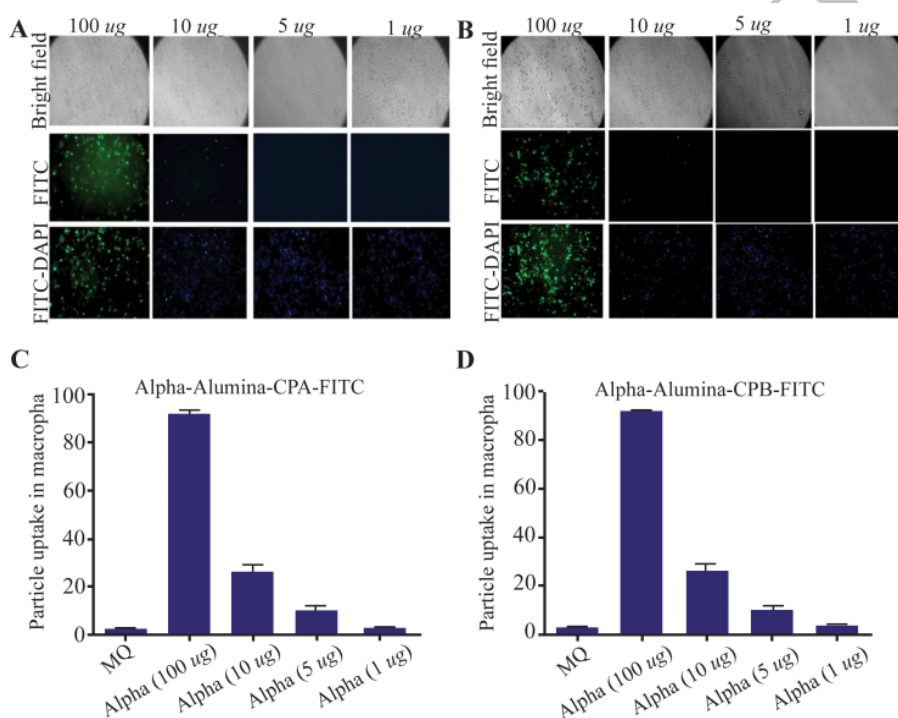 A
100 ug 10 ug 5 ug 1 ug
Bright field
FITC
FITC-DAPI
B
100 ug 10 ug 5 ug 1 ug
Bright field
FITC
FITC-DAPI
C
Alpha-Alumina-CPA-FITC
Particle uptake in macropha
100
80
60
40
20
0
MQ
Alpha (100 ug)
Alpha (10 ug)
Alpha (5 ug)
Alpha (1 ug)
D
Alpha-Alumina-CPB-FITC
Particle uptake in macropha
100
80
60
40
20
0
MQ
Alpha (100 ug)
Alpha (10 ug)
Alpha (5 ug)
Alpha (1 ug)